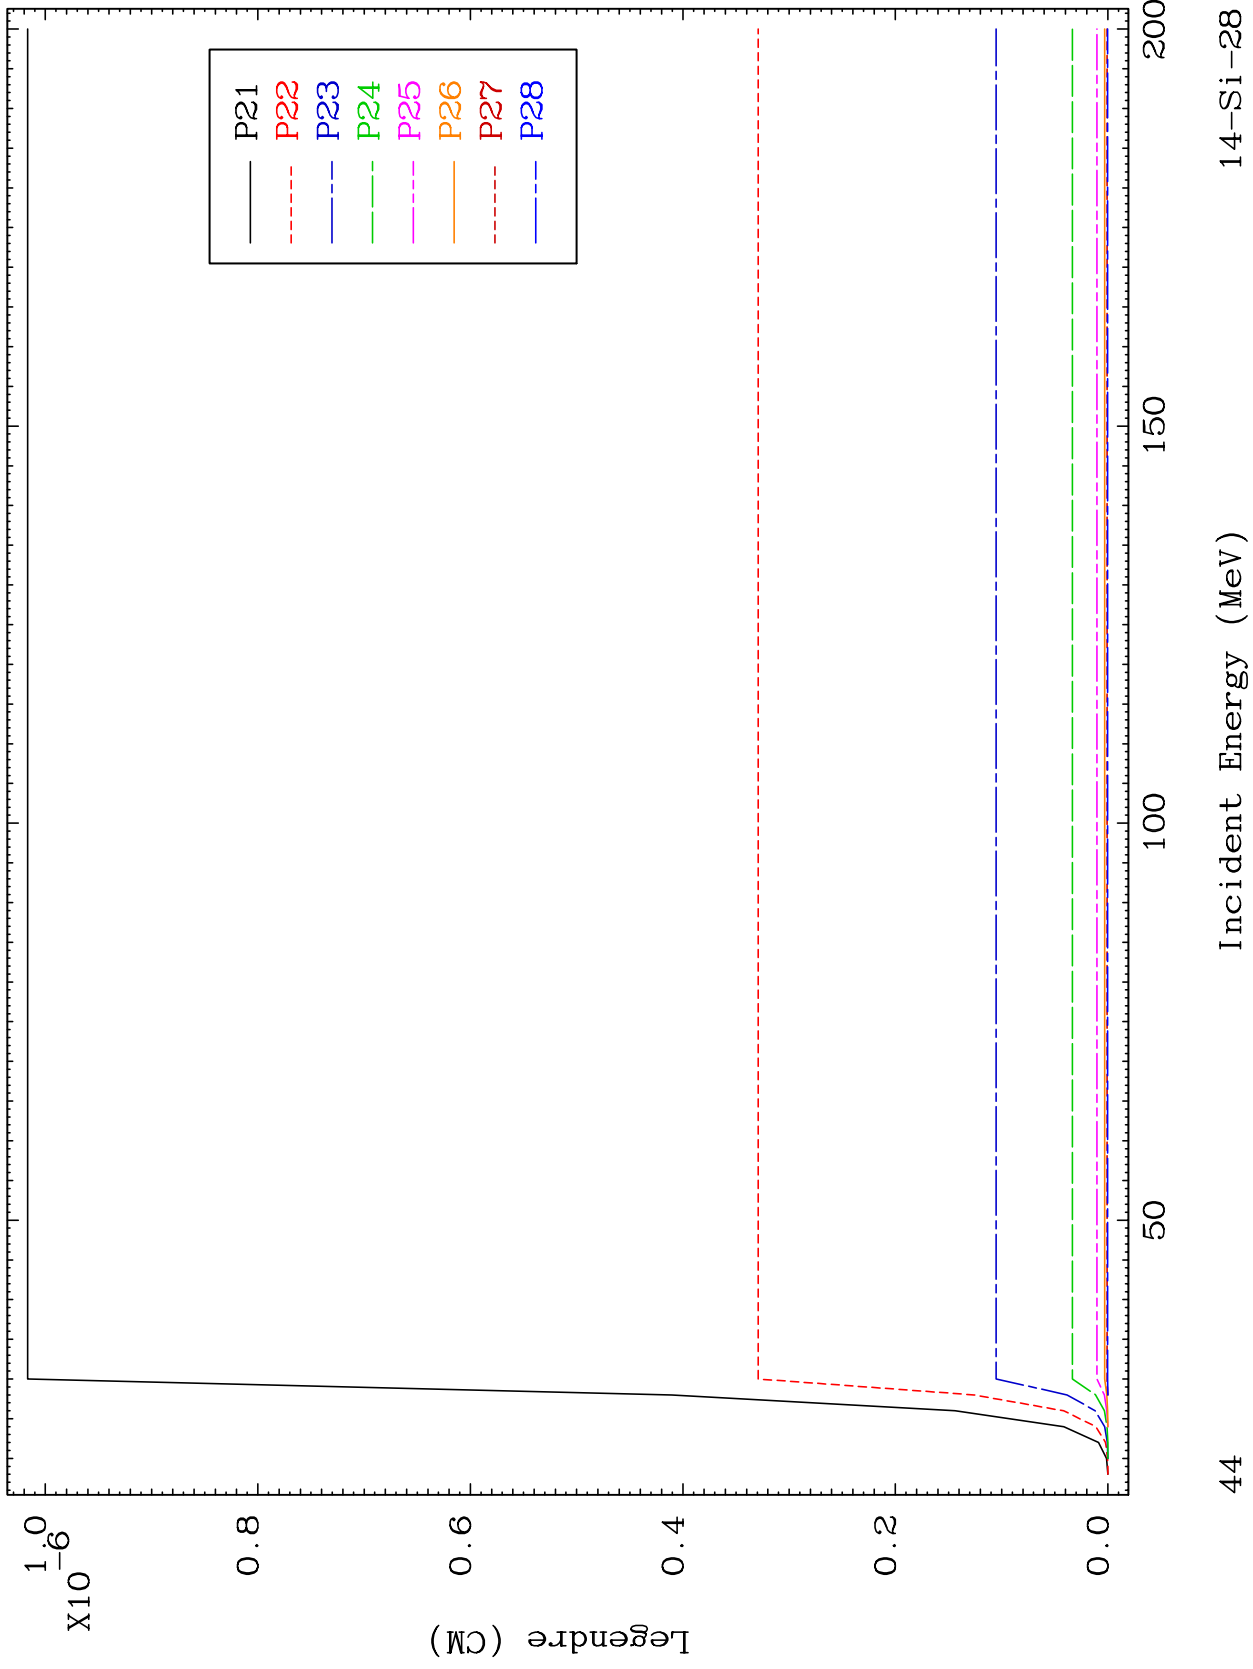 P21
P22
P23
P24
P25
P26
P27
P28
1.0
X10
-6
0.8
0.6
0.4
0.2
0.0
Legendre (CM)
50
100
150
200
Incident Energy (MeV)
44
14-Si-28